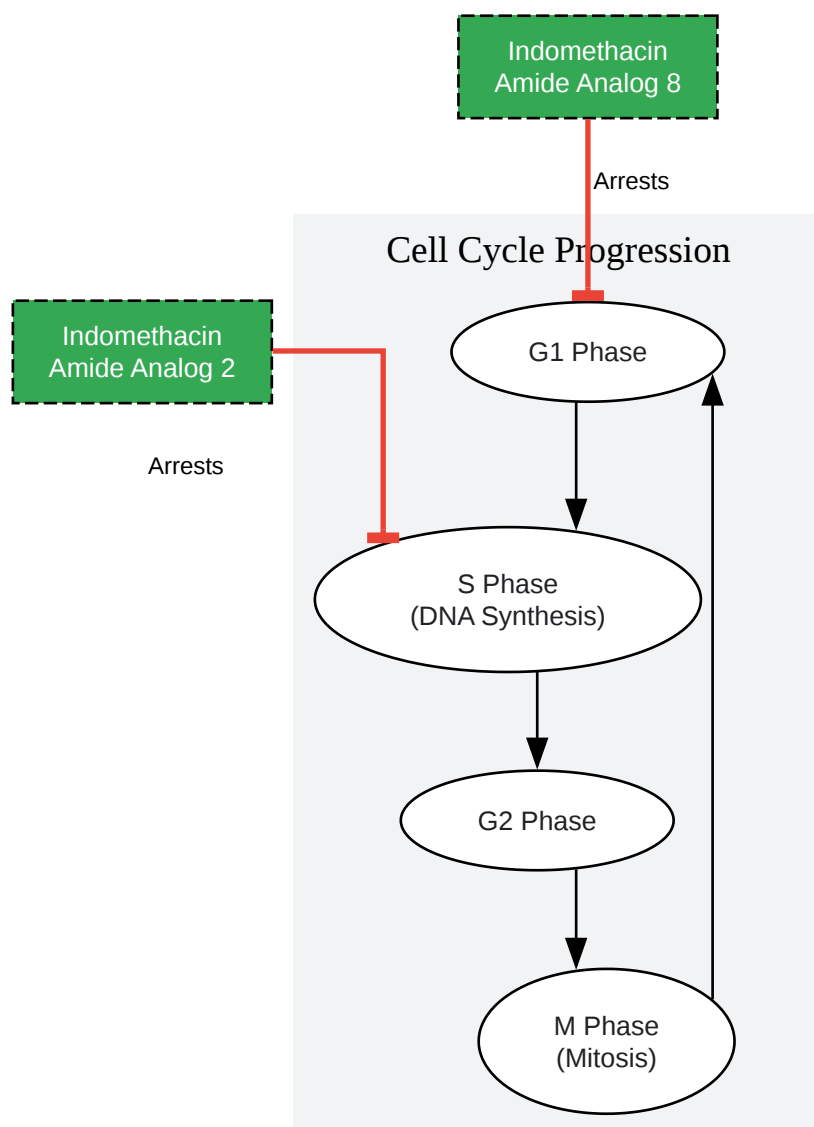 Indomethacin
Amide Analog 8
Arrests
Cell Cycle Progression
Indomethacin
Amide Analog 2
G1 Phase
Arrests
S Phase
(DNA Synthesis)
G2 Phase
M Phase
(Mitosis)